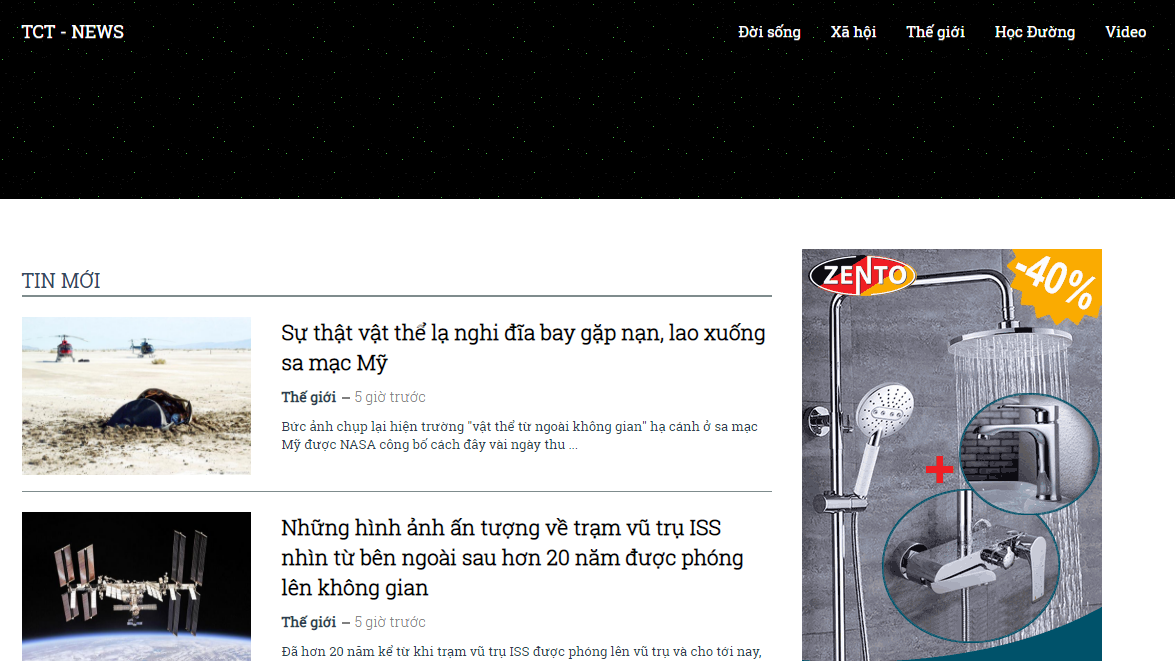 TCT - NEWS
Đời sống Xã hội Thế giới Học Đường Video
TIN MỚI
Sự thật vật thể lạ nghi đĩa bay gặp nạn, lao xuống
sa mạc Mỹ
Thế giới — 5 giờ trước
Bức ảnh chụp lại hiện trường "vật thể từ ngoài không gian" hạ cánh ở sa mạc
Mỹ được NASA công bố cách đây vài ngày thu ...
Những hình ảnh ấn tượng về trạm vũ trụ ISS
nhìn từ bên ngoài sau hơn 20 năm được phóng
lên không gian
Thế giới — 5 giờ trước
Đã hơn 20 năm kể từ khi trạm vũ trụ ISS được phóng lên vũ trụ và cho tới nay,
ZENTO
-40%